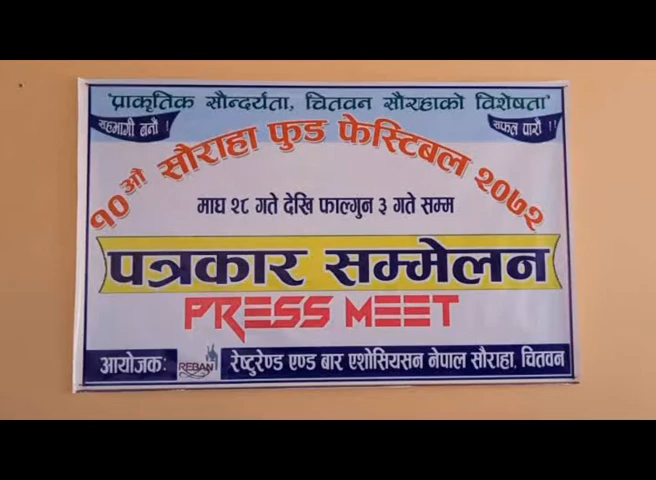 "प्राकृतिक सौन्दर्यता, चितवन सौराहाको विशेषता"
सहभागी बनौ !
सफल पारौ !!
१०औ सौराहा फुड फेस्टिबल २०७२
माघ २८ गते देखि फाल्गुन ३ गते सम्म
पत्रकार सम्मेलन
PRESS MEET
आयोजक: REBAN रेष्टुरेण्ड एण्ड बार एशोसियसन नेपाल सौराहा, चितवन